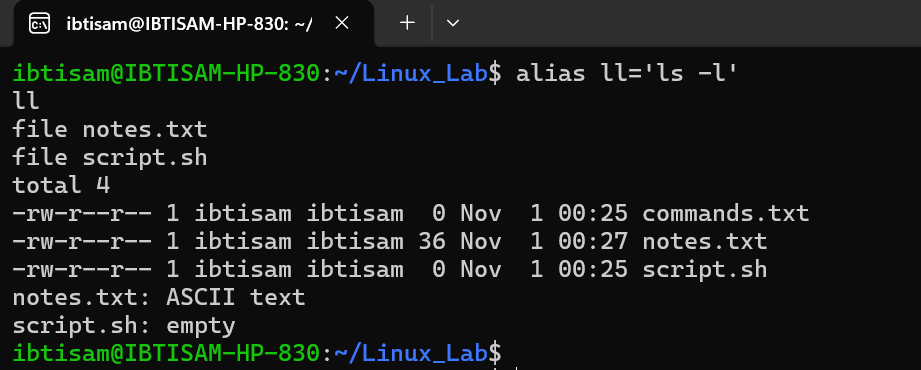 ibtisam@IBTISAM-HP-830: ~/
ibtisam@IBTISAM-HP-830:~/Linux_Lab$ alias ll='ls -l'
ll
file notes.txt
file script.sh
total 4
-rw-r--r-- 1 ibtisam ibtisam  0 Nov  1 00:25 commands.txt
-rw-r--r-- 1 ibtisam ibtisam 36 Nov  1 00:27 notes.txt
-rw-r--r-- 1 ibtisam ibtisam  0 Nov  1 00:25 script.sh
notes.txt: ASCII text
script.sh: empty
ibtisam@IBTISAM-HP-830:~/Linux_Lab$